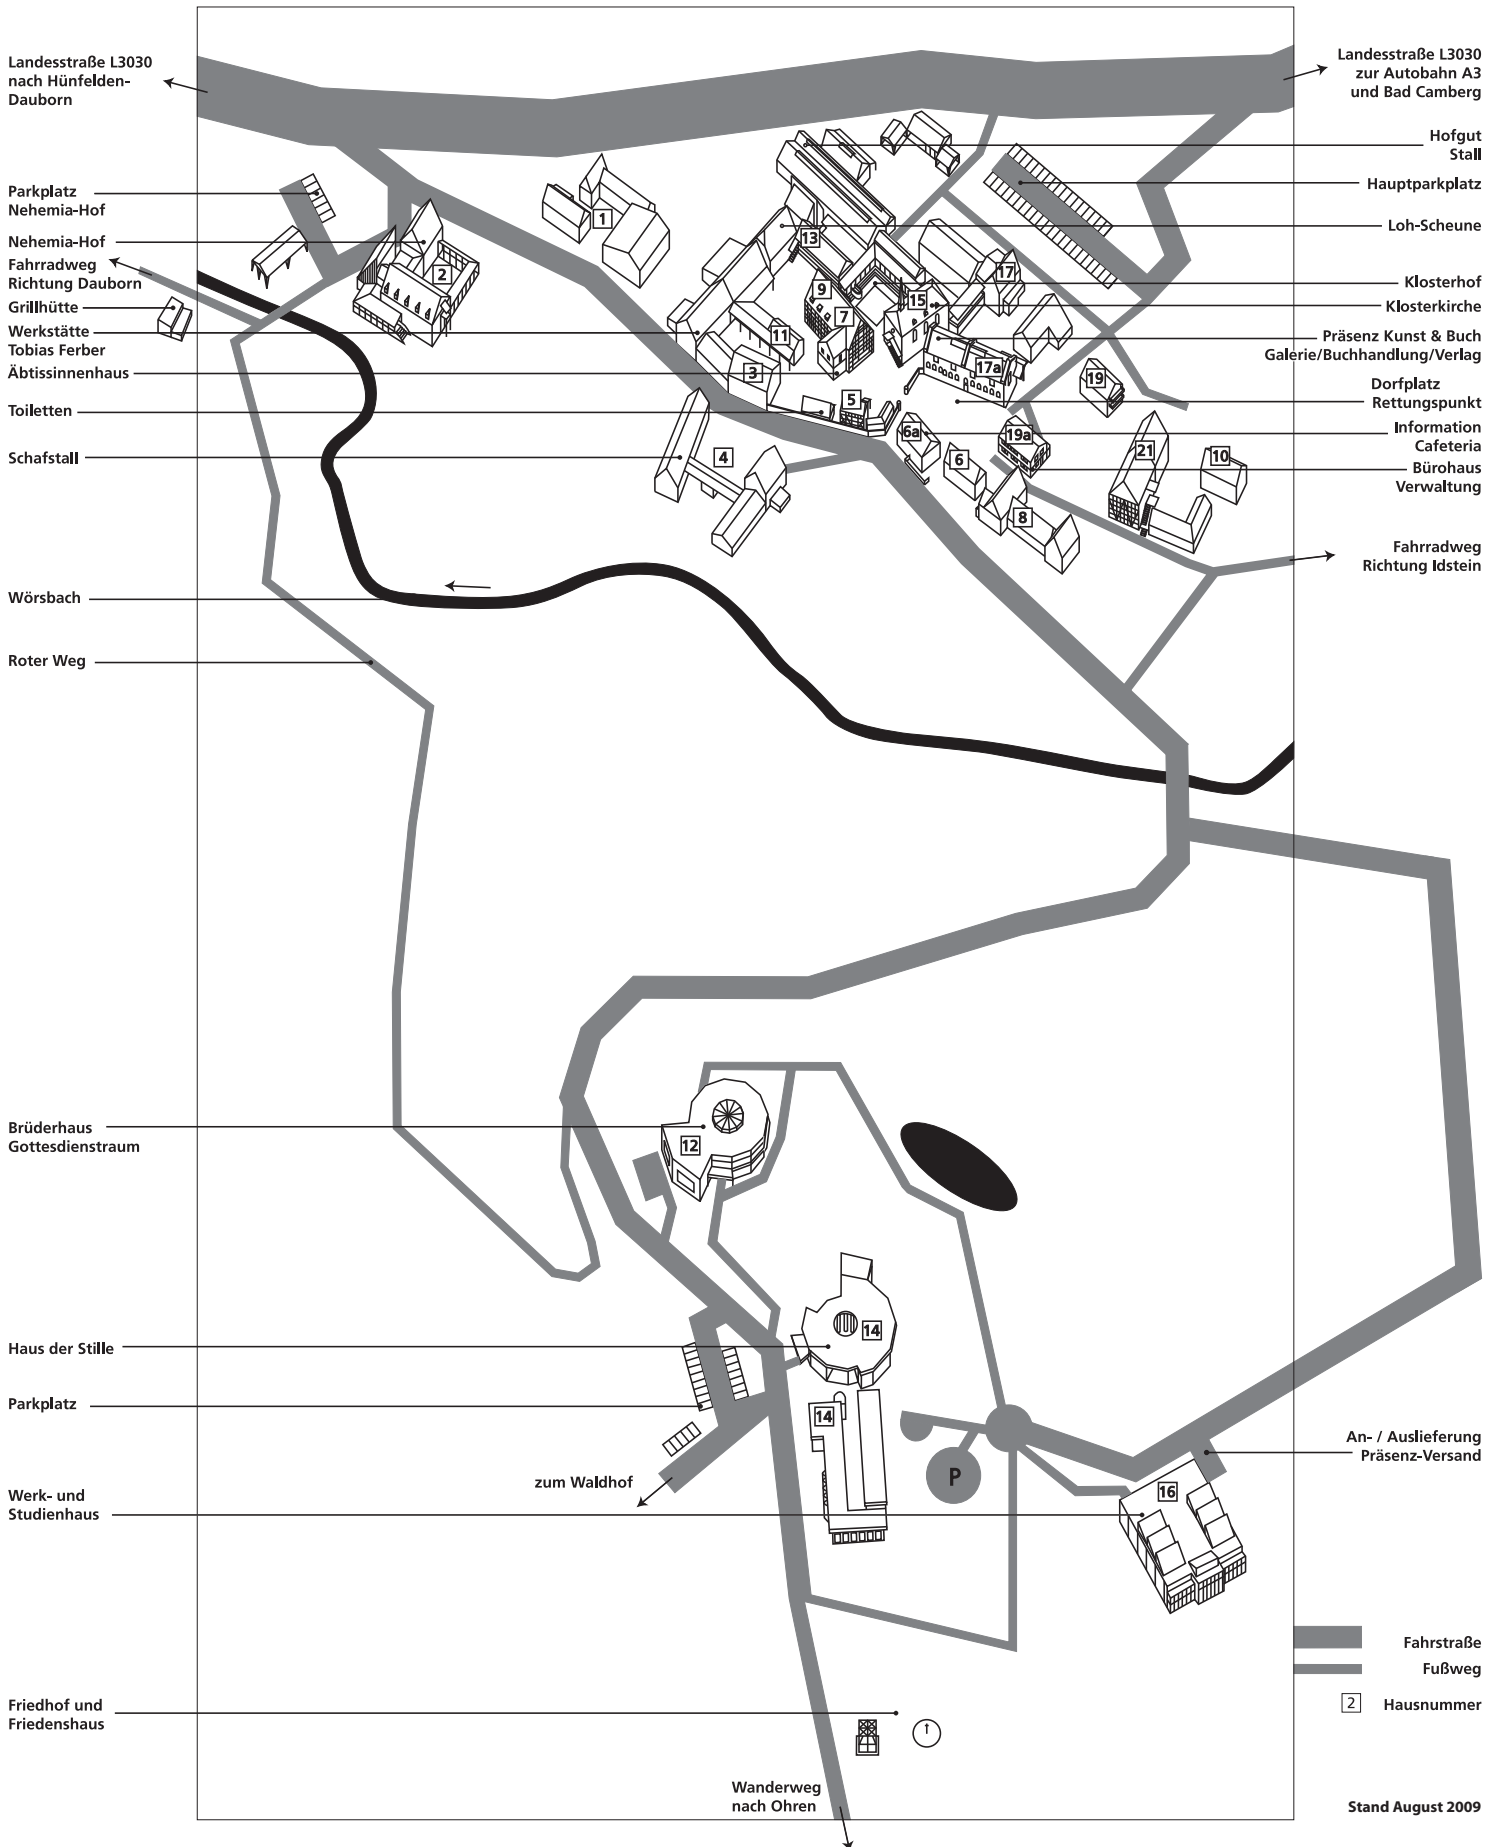 Landesstraße L3030
nach Hünfelden-
Dauborn
Parkplatz
Nehemia-Hof
Nehemia-Hof
Fahrradweg
Richtung Dauborn
Grillhütte
Werkstätte
Tobias Ferber
Äbtissinnenhaus
Toiletten
Schafstall
Wörsbach
Roter Weg
Brüderhaus
Gottesdienstraum
Haus der Stille
Parkplatz
Werk- und
Studienhaus
Friedhof und
Friedenshaus
1
2
13
9
7
15
17
11
3
17a
5
6a
19
19a
6
4
21
10
8
12
14
14
P
16
zum Waldhof
Wanderweg
nach Ohren
Landesstraße L3030
zur Autobahn A3
und Bad Camberg
Hofgut
Stall
Hauptparkplatz
Loh-Scheune
Klosterhof
Klosterkirche
Präsenz Kunst & Buch
Galerie/Buchhandlung/Verlag
Dorfplatz
Rettungspunkt
Information
Cafeteria
Bürohaus
Verwaltung
Fahrradweg
Richtung Idstein
An- / Auslieferung
Präsenz-Versand
Fahrstraße
Fußweg
2 Hausnummer
Stand August 2009